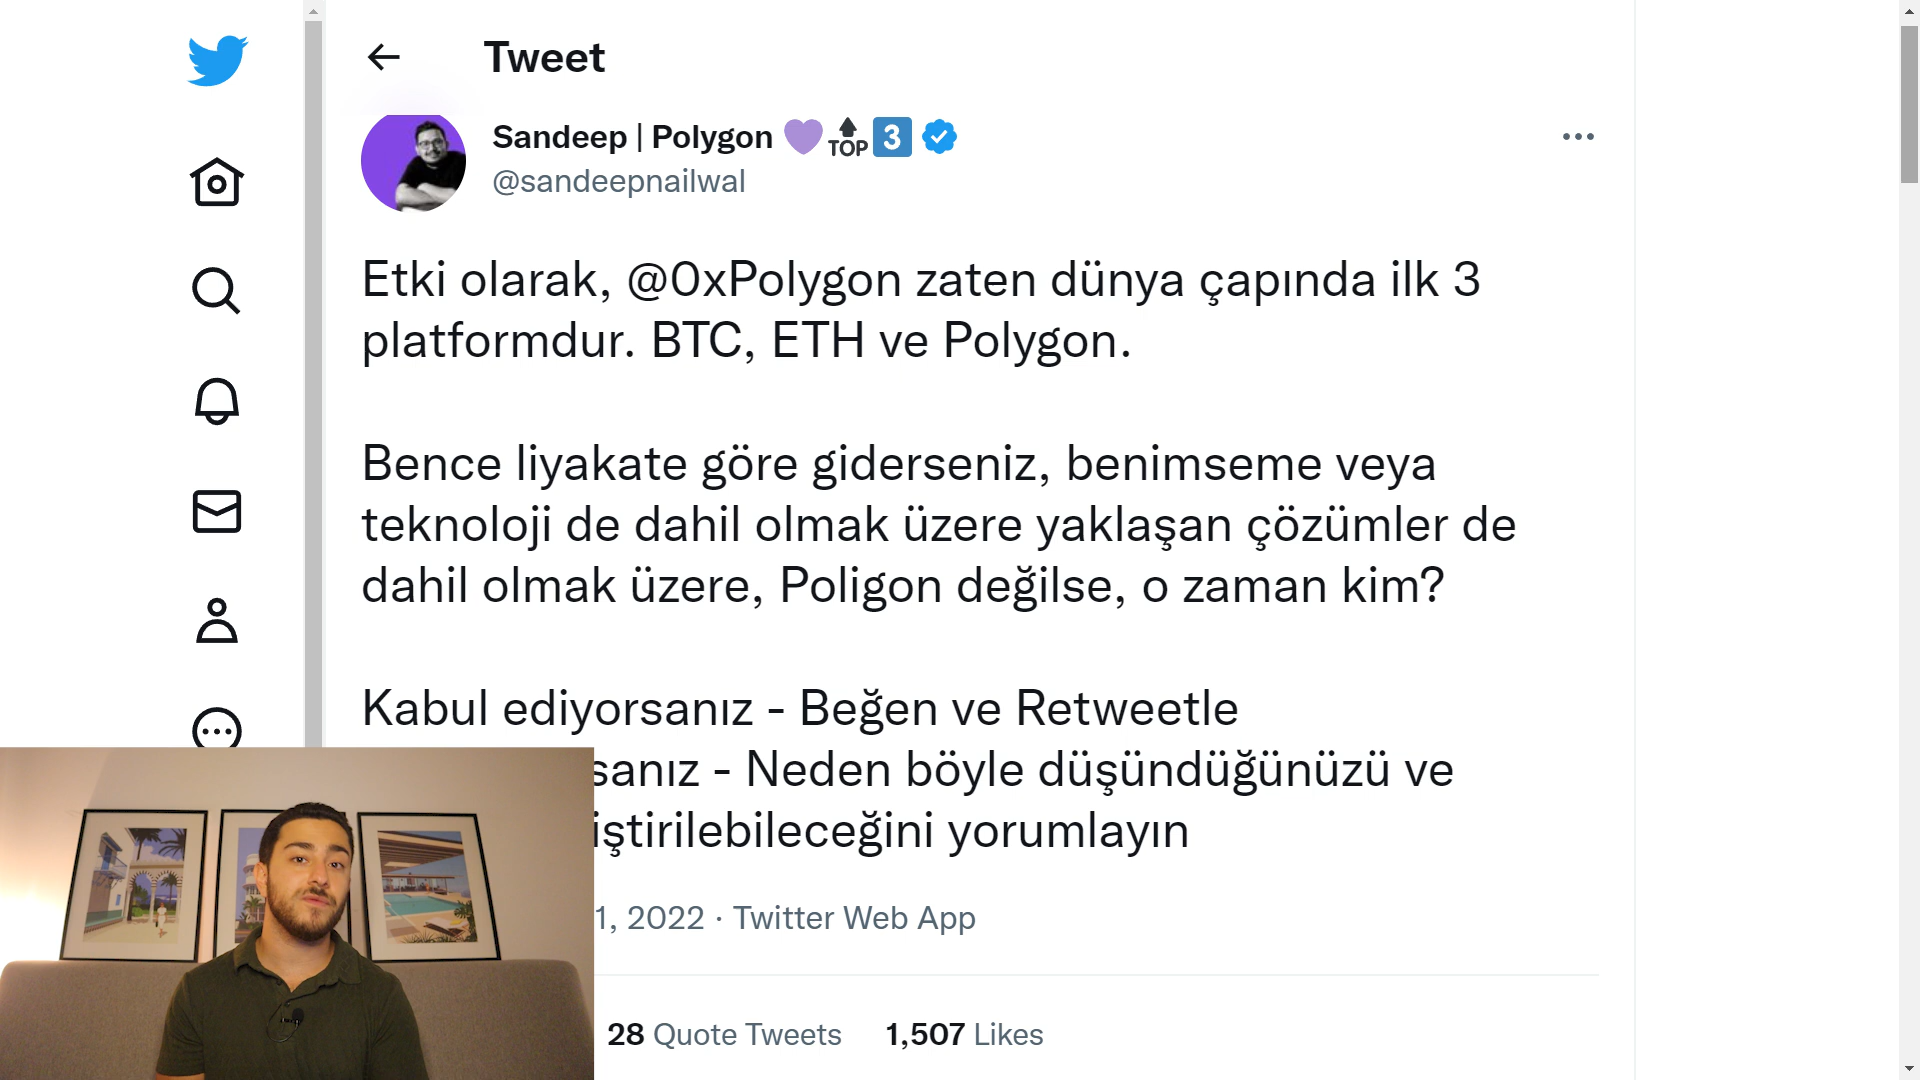 Tweet
Sandeep | Polygon 💜🔝3️⃣
@sandeepnailwal
Etki olarak, @0xPolygon zaten dünya çapında ilk 3
platformdur. BTC, ETH ve Polygon.
Bence liyakate göre giderseniz, benimseme veya
teknoloji de dahil olmak üzere yaklaşan çözümler de
dahil olmak üzere, Poligon değilse, o zaman kim?
Kabul ediyorsanız - Beğen ve Retweetle
sanız - Neden böyle düşündüğünüzü ve
iştirilebileceğini yorumlayın
1, 2022 · Twitter Web App
28 Quote Tweets 1,507 Likes